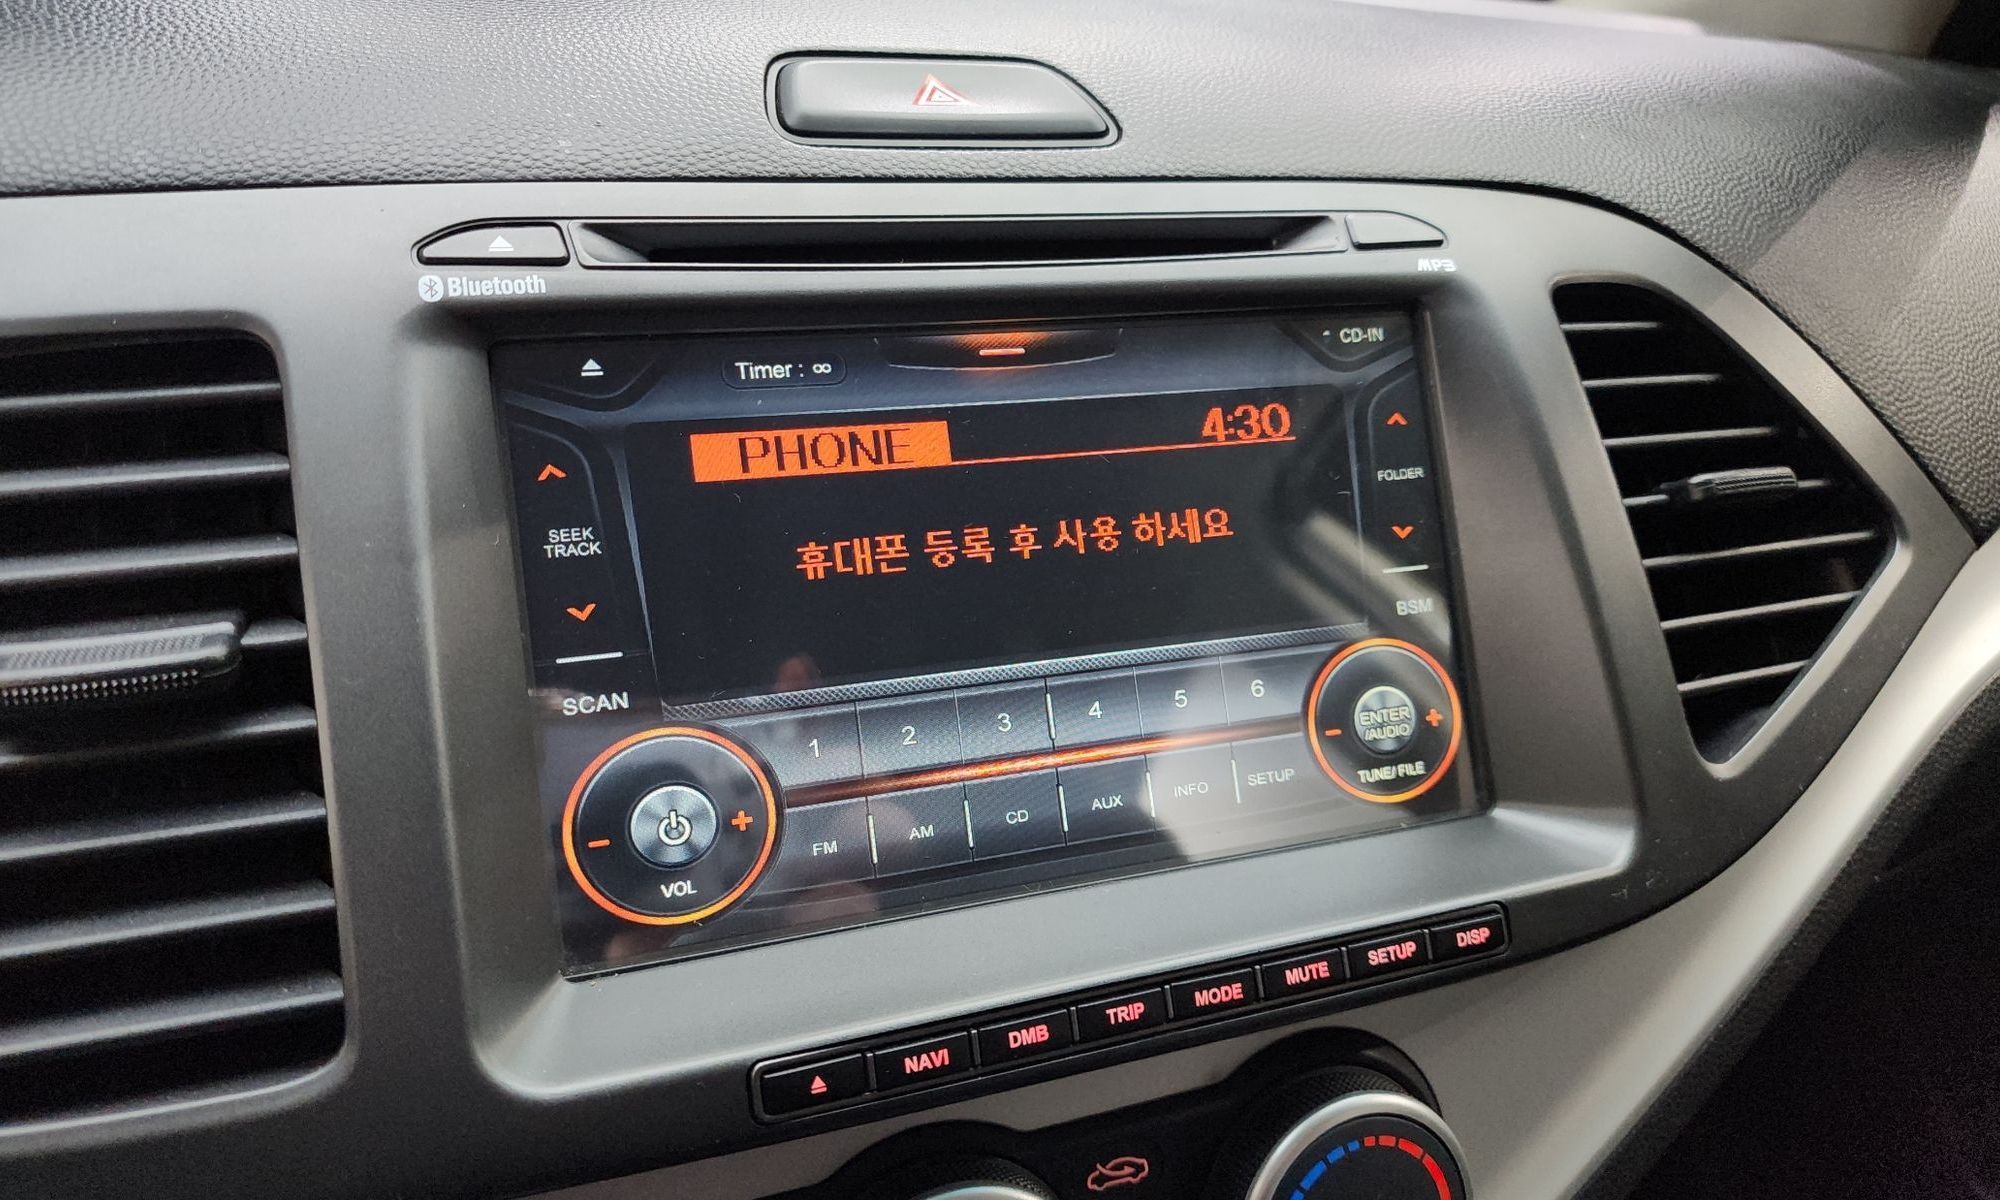 Bluetooth
MP3
Timer : ∞
CD-IN
PHONE
4:30
휴대폰 등록 후 사용 하세요
SEEK
TRACK
SCAN
FOLDER
BSM
1 2 3 4 5 6
ENTER
/AUDIO
- +
TUNE/ FILE
- +
VOL
FM AM CD AUX INFO SETUP
NAVI DMB TRIP MODE MUTE SETUP DISP